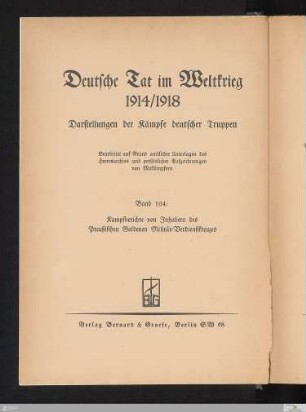 Deutsche Tat im Weltkrieg
1914/1918
Darstellungen der Kämpfe deutscher Truppen
Bearbeitet auf Grund amtlicher Unterlagen des
Heeresarchivs und persönlicher Aufzeichnungen
von Mitkämpfern
Band 104:
Kampfberichte von Inhabern des
Preußischen Goldenen Militär-Verdienstkreuzes
Verlag Bernard & Graefe, Berlin SW 68